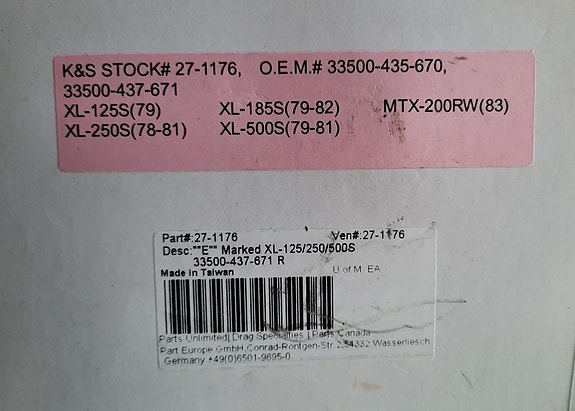 K&S STOCK# 27-1176, O.E.M.# 33500-435-670,
33500-437-671
XL-125S(79) XL-185S(79-82) MTX-200RW(83)
XL-250S(78-81) XL-500S(79-81)
Part#:27-1176 Ven#:27-1176
Desc:""E"" Marked XL-125/250/500S
33500-437-671 R
Made In Taiwan U of M: EA
Parts Unlimited| Drag Specialties | Parts Canada
Part Europe GmbH,Conrad-Rontgen-Str 2,54332 Wasserliesch
Germany +49(0)6501-9695-0